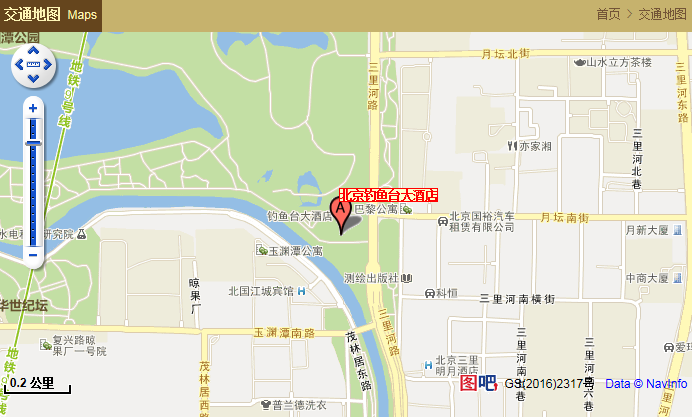 交通地图 Maps
首页 > 交通地图
潭公园
地铁9号线
月坛北街
山水立方茶楼
三里河路
三里河东路
亦家湘
三里河北巷
北京钓鱼台大酒店
A
钓鱼台大酒店
巴黎公寓
北京国裕汽车
租赁有限公司
月坛南街
月新大厦
研究院
玉渊潭公寓
测绘出版社
中商大厦
晾果厂
北国江城宾馆
科恒
三里河南横街
华世纪坛
玉渊潭南路
三里河路
复兴路晾
果厂一号院
茂林居东路
三里河南巷
三里河南六巷
爱玛
地铁9号线
茂林居西路
北京三里
明月酒店
0.2 公里
普兰德洗衣
图吧
GS(2016)2317号
Data © NavInfo